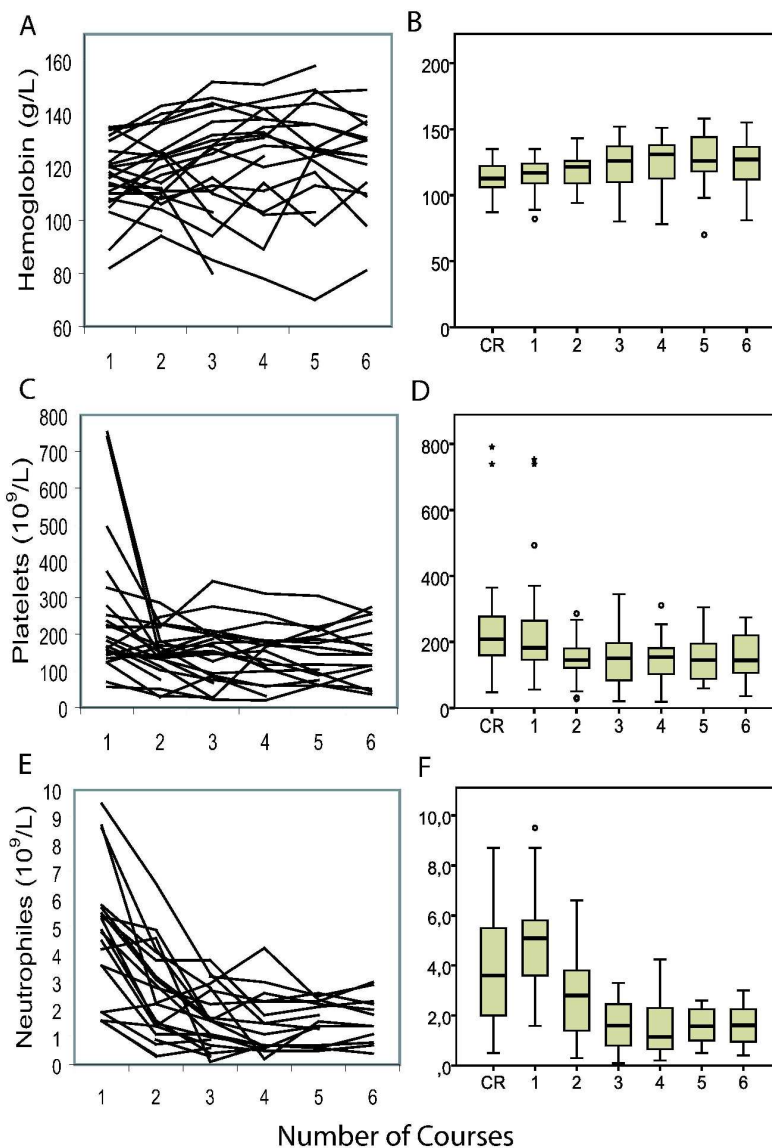 A
Hemoglobin (g/L)
160
140
120
100
80
60
1 2 3 4 5 6
B
200
150
100
50
0
CR 1 2 3 4 5 6
C
Platelets (10^9/L)
800
700
600
500
400
300
200
100
0
1 2 3 4 5 6
D
800
600
400
200
0
CR 1 2 3 4 5 6
E
Neutrophiles (10^9/L)
10
9
8
7
6
5
4
3
2
1
0
1 2 3 4 5 6
F
10,0
8,0
6,0
4,0
2,0
,0
CR 1 2 3 4 5 6
Number of Courses